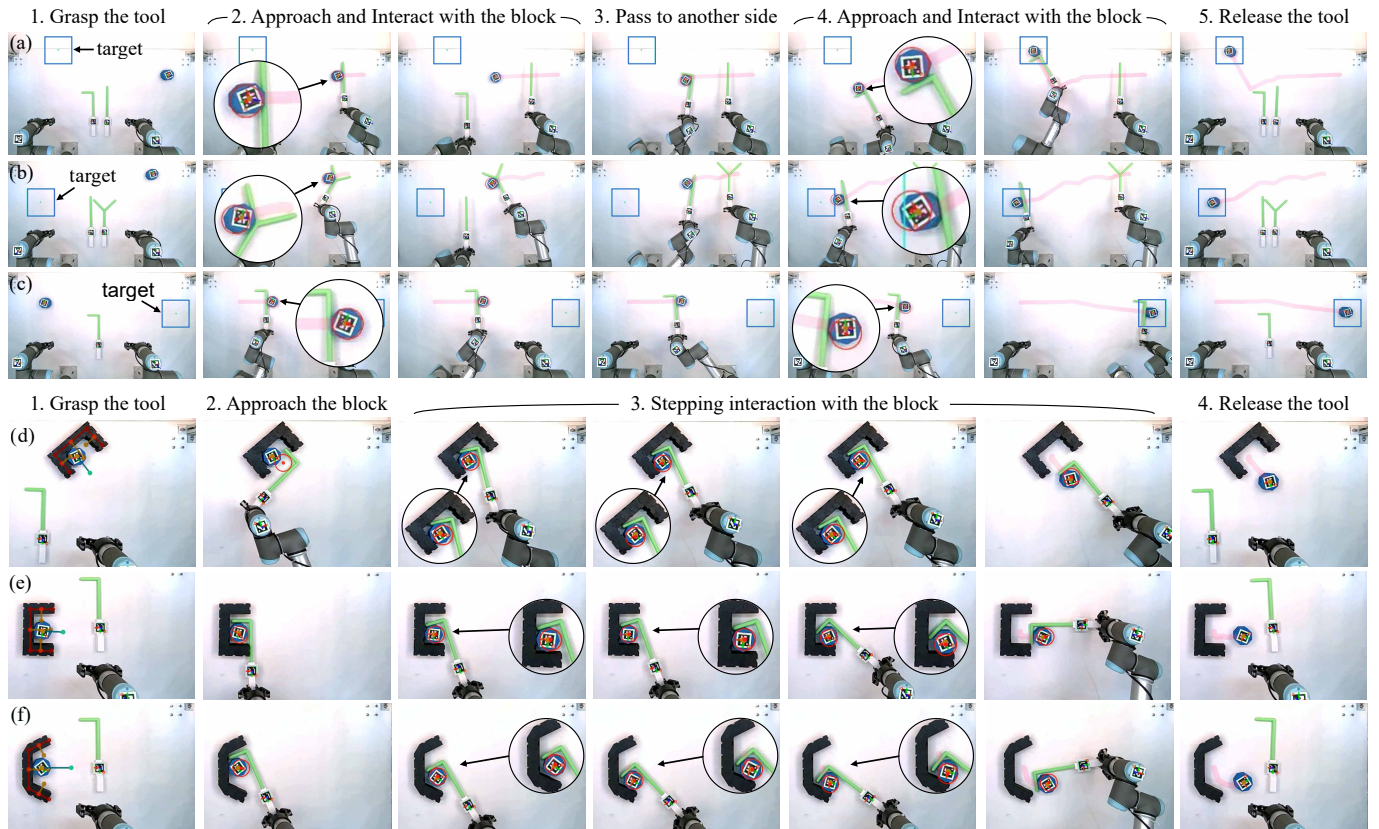 1. Grasp the tool
2. Approach and Interact with the block
3. Pass to another side
4. Approach and Interact with the block
5. Release the tool
(a)
target
(b)
target
(c)
target
1. Grasp the tool
2. Approach the block
3. Stepping interaction with the block
4. Release the tool
(d)
(e)
(f)